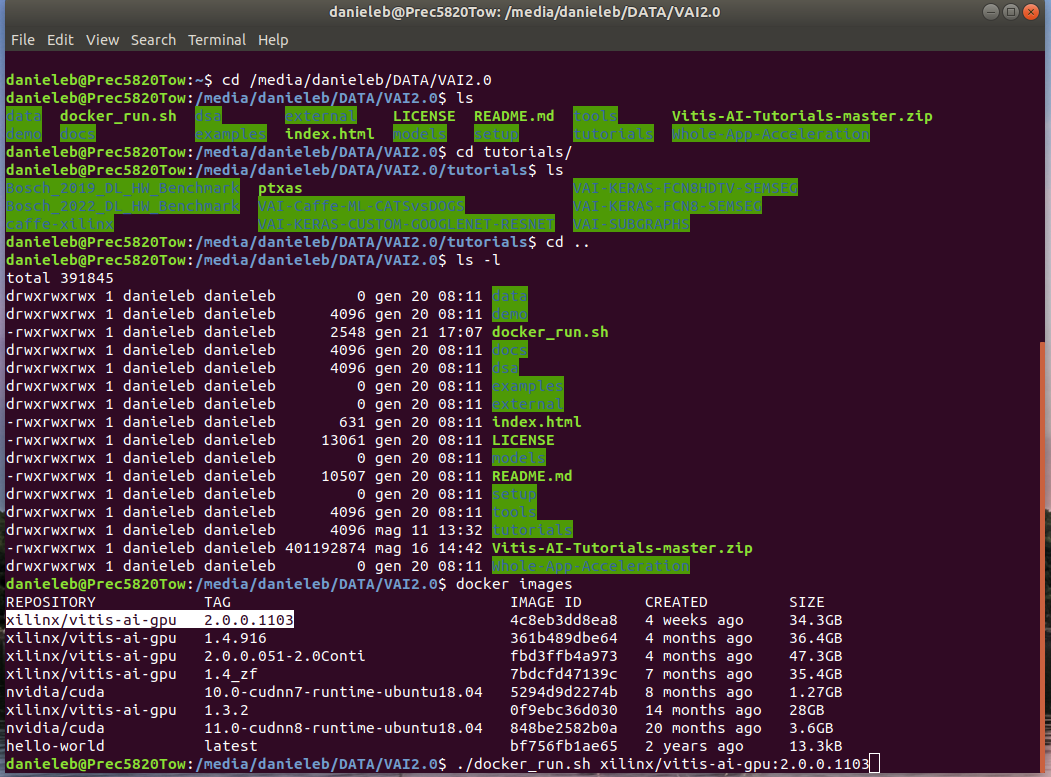 danieleb@Prec5820Tow: /media/danieleb/DATA/VAI2.0
File Edit View Search Terminal Help
danieleb@Prec5820Tow:~$ cd /media/danieleb/DATA/VAI2.0
danieleb@Prec5820Tow:/media/danieleb/DATA/VAI2.0$ ls
data docker_run.sh dsa external LICENSE README.md tools Vitis-AI-Tutorials-master.zip
demo docs examples index.html models setup tutorials Whole-App-Acceleration
danieleb@Prec5820Tow:/media/danieleb/DATA/VAI2.0$ cd tutorials/
danieleb@Prec5820Tow:/media/danieleb/DATA/VAI2.0/tutorials$ ls
Bosch_2019_DL_HW_Benchmark ptxas VAI-KERAS-FCN8HDTV-SEMSEG
Bosch_2022_DL_HW_Benchmark VAI-Caffe-ML-CATSvsDOGS VAI-KERAS-FCN8-SEMSEG
caffe-xilinx VAI-KERAS-CUSTOM-GOOGLENET-RESNET VAI-SUBGRAPHS
danieleb@Prec5820Tow:/media/danieleb/DATA/VAI2.0/tutorials$ cd ..
danieleb@Prec5820Tow:/media/danieleb/DATA/VAI2.0$ ls -l
total 391845
drwxrwxrwx 1 danieleb danieleb 0 gen 20 08:11 data
drwxrwxrwx 1 danieleb danieleb 4096 gen 20 08:11 demo
-rwxrwxrwx 1 danieleb danieleb 2548 gen 21 17:07 docker_run.sh
drwxrwxrwx 1 danieleb danieleb 4096 gen 20 08:11 docs
drwxrwxrwx 1 danieleb danieleb 4096 gen 20 08:11 dsa
drwxrwxrwx 1 danieleb danieleb 0 gen 20 08:11 examples
drwxrwxrwx 1 danieleb danieleb 0 gen 20 08:11 external
-rwxrwxrwx 1 danieleb danieleb 631 gen 20 08:11 index.html
-rwxrwxrwx 1 danieleb danieleb 13061 gen 20 08:11 LICENSE
drwxrwxrwx 1 danieleb danieleb 0 gen 20 08:11 models
-rwxrwxrwx 1 danieleb danieleb 10507 gen 20 08:11 README.md
drwxrwxrwx 1 danieleb danieleb 0 gen 20 08:11 setup
drwxrwxrwx 1 danieleb danieleb 4096 gen 20 08:11 tools
drwxrwxrwx 1 danieleb danieleb 4096 mag 11 13:32 tutorials
-rwxrwxrwx 1 danieleb danieleb 401192874 mag 16 14:42 Vitis-AI-Tutorials-master.zip
drwxrwxrwx 1 danieleb danieleb 0 gen 20 08:11 Whole-App-Acceleration
danieleb@Prec5820Tow:/media/danieleb/DATA/VAI2.0$ docker images
REPOSITORY TAG IMAGE ID CREATED SIZE
xilinx/vitis-ai-gpu 2.0.0.1103 4c8eb3dd8ea8 4 weeks ago 34.3GB
xilinx/vitis-ai-gpu 1.4.916 361b489dbe64 4 months ago 36.4GB
xilinx/vitis-ai-gpu 2.0.0.051-2.0Conti fbd3ffb4a973 4 months ago 47.3GB
xilinx/vitis-ai-gpu 1.4_zf 7bdcfd47139c 7 months ago 35.4GB
nvidia/cuda 10.0-cudnn7-runtime-ubuntu18.04 5294d9d2274b 8 months ago 1.27GB
xilinx/vitis-ai-gpu 1.3.2 0f9ebc36d030 14 months ago 28GB
nvidia/cuda 11.0-cudnn8-runtime-ubuntu18.04 848be2582b0a 20 months ago 3.6GB
hello-world latest bf756fb1ae65 2 years ago 13.3kB
danieleb@Prec5820Tow:/media/danieleb/DATA/VAI2.0$ ./docker_run.sh xilinx/vitis-ai-gpu:2.0.0.1103